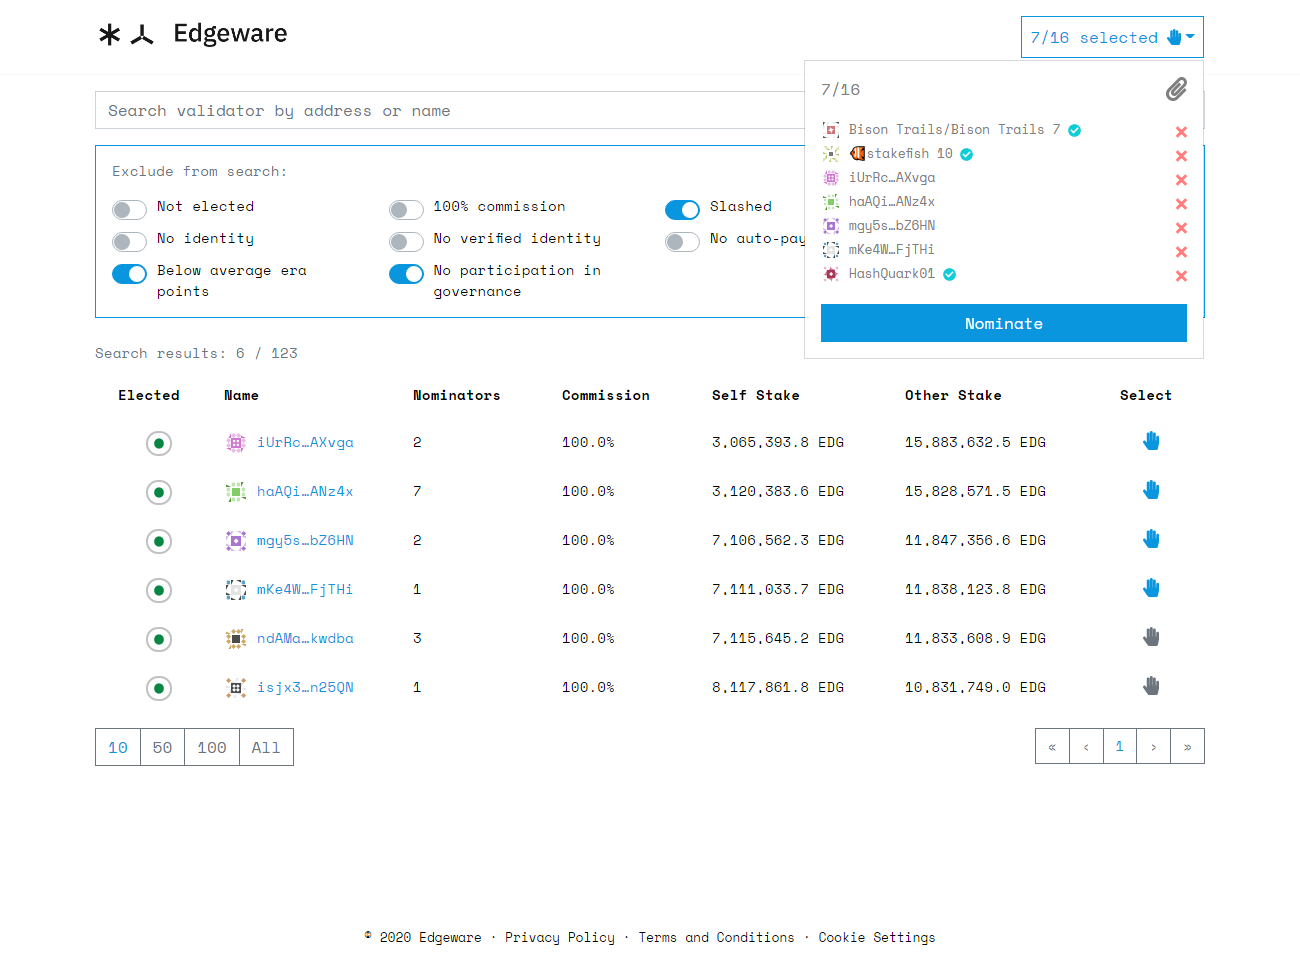 Edgeware
7/16 selected
Search validator by address or name
7/16
Bison Trails/Bison Trails 7
stakefish 10
iUrRc…AXvga
haAQi…ANz4x
mgy5s…bZ6HN
mKe4W…FjTHi
HashQuark01
Nominate
Exclude from search:
Not elected
100% commission
Slashed
No identity
No verified identity
No auto-pay
Below average era
points
No participation in
governance
Search results: 6 / 123
Elected Name Nominators Commission Self Stake Other Stake Select
iUrRc…AXvga 2 100.0% 3,065,393.8 EDG 15,883,632.5 EDG
haAQi…ANz4x 7 100.0% 3,120,383.6 EDG 15,828,571.5 EDG
mgy5s…bZ6HN 2 100.0% 7,106,562.3 EDG 11,847,356.6 EDG
mKe4W…FjTHi 1 100.0% 7,111,033.7 EDG 11,838,123.8 EDG
ndAMa…kwdba 3 100.0% 7,115,645.2 EDG 11,833,608.9 EDG
isjx3…n25QN 1 100.0% 8,117,861.8 EDG 10,831,749.0 EDG
10 50 100 All
« ‹ 1 › »
© 2020 Edgeware · Privacy Policy · Terms and Conditions · Cookie Settings